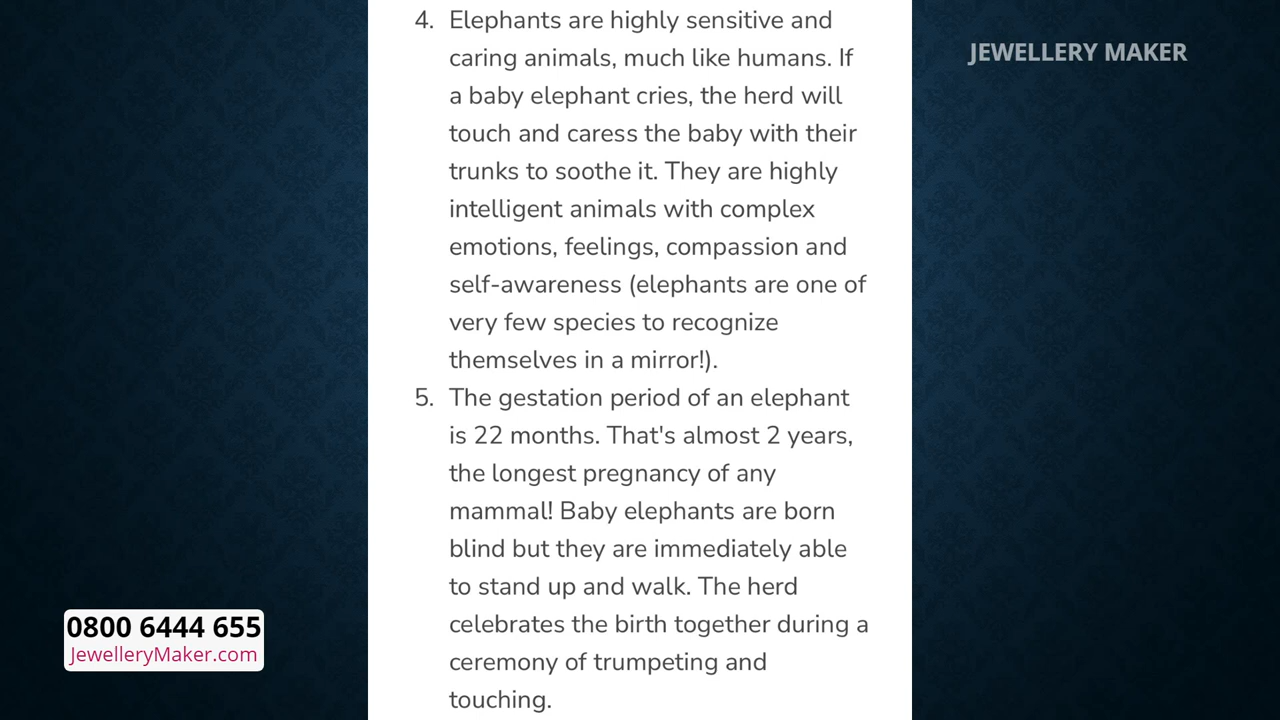 JEWELLERY MAKER
4. Elephants are highly sensitive and
caring animals, much like humans. If
a baby elephant cries, the herd will
touch and caress the baby with their
trunks to soothe it. They are highly
intelligent animals with complex
emotions, feelings, compassion and
self-awareness (elephants are one of
very few species to recognize
themselves in a mirror!).
5. The gestation period of an elephant
is 22 months. That's almost 2 years,
the longest pregnancy of any
mammal! Baby elephants are born
blind but they are immediately able
to stand up and walk. The herd
celebrates the birth together during a
ceremony of trumpeting and
touching.
0800 6444 655
JewelleryMaker.com